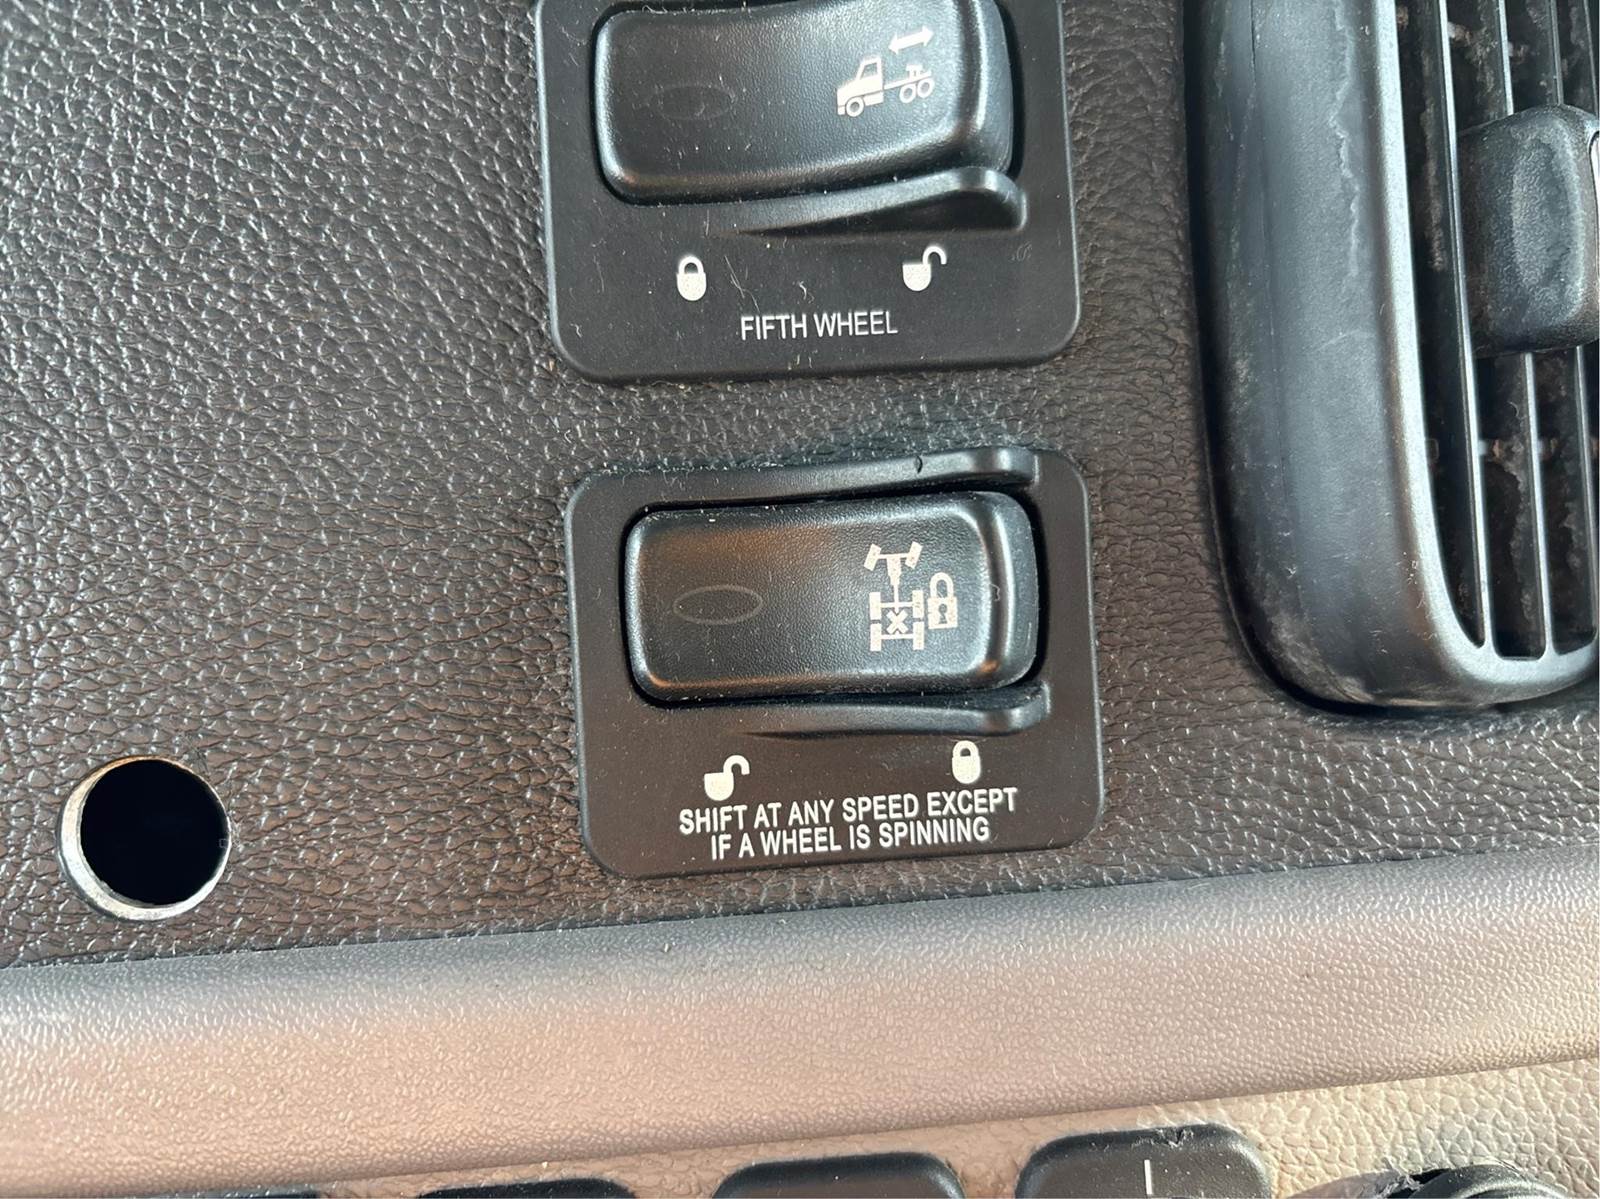 FIFTH WHEEL
SHIFT AT ANY SPEED EXCEPT
IF A WHEEL IS SPINNING